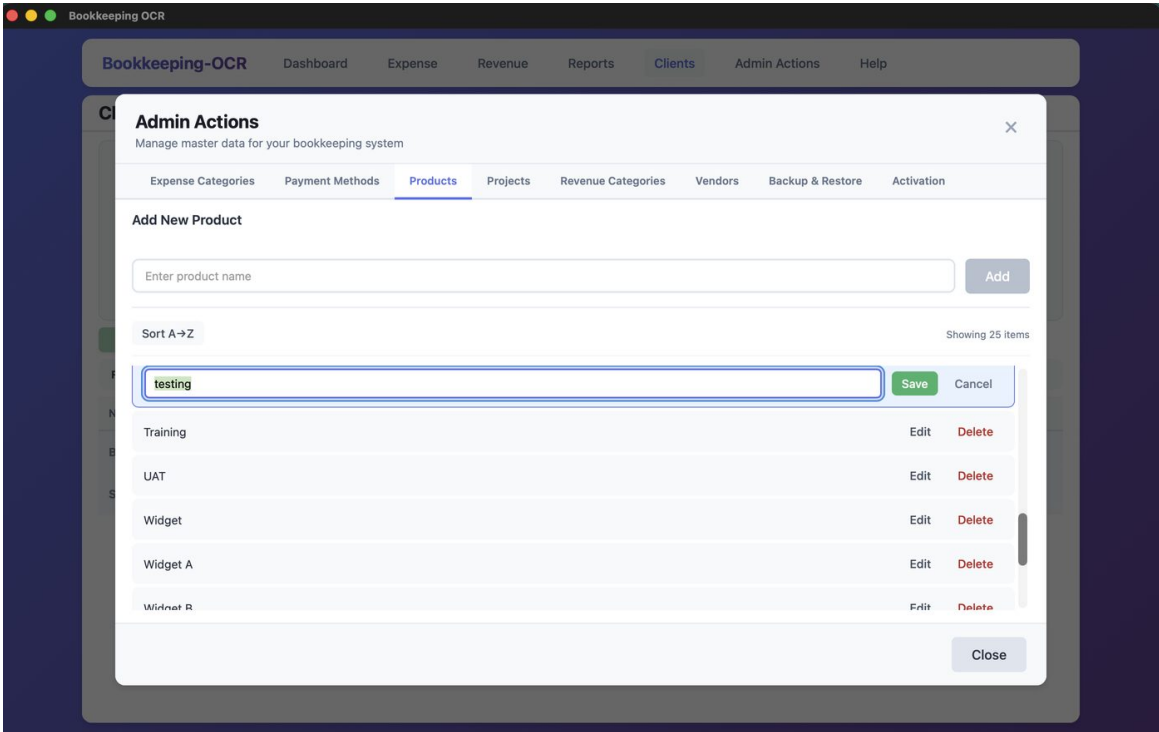 Bookkeeping OCR
Bookkeeping-OCR Dashboard Expense Revenue Reports Clients Admin Actions Help
Admin Actions
Manage master data for your bookkeeping system
Expense Categories Payment Methods Products Projects Revenue Categories Vendors Backup & Restore Activation
Add New Product
Enter product name Add
Sort A→Z Showing 25 items
testing Save Cancel
Training Edit Delete
UAT Edit Delete
Widget Edit Delete
Widget A Edit Delete
Widget B Edit Delete
Close